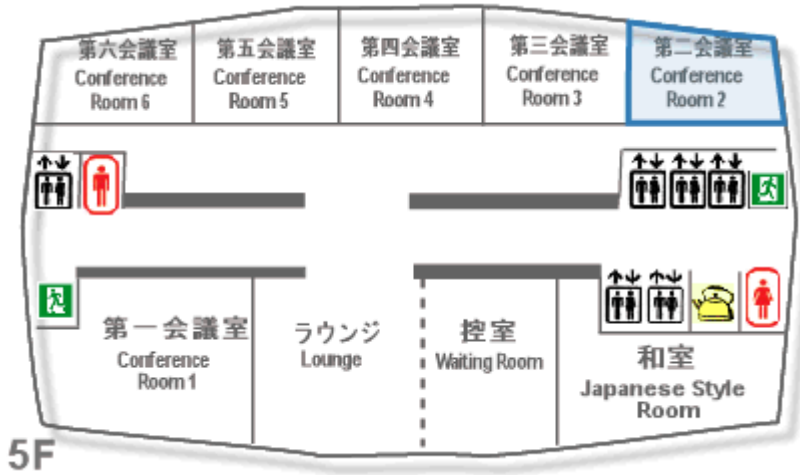 第六会議室
Conference
Room 6
第五会議室
Conference
Room 5
第四会議室
Conference
Room 4
第三会議室
Conference
Room 3
第二会議室
Conference
Room 2
第一会議室
Conference
Room 1
ラウンジ
Lounge
控室
Waiting Room
和室
Japanese Style
Room
5F